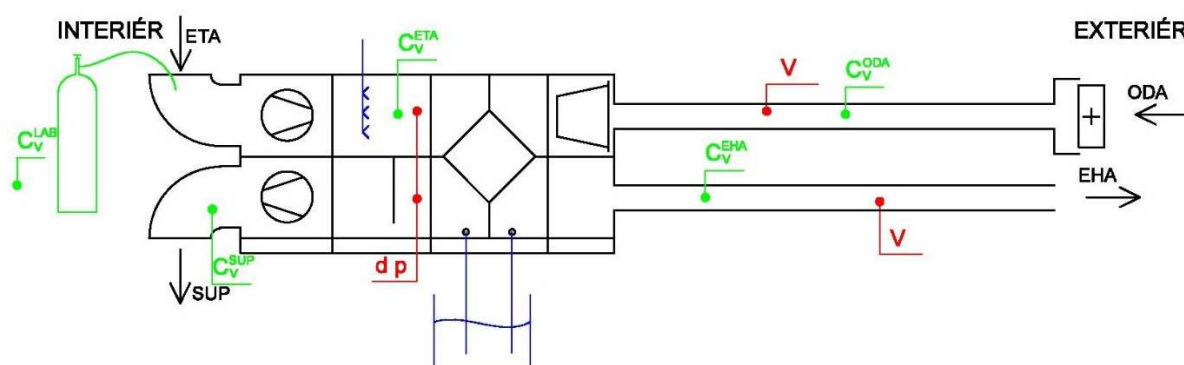 INTERIÉR
ETA
EXTERIÉR
C_V^ETA
V
C_V^ODA
ODA
+
C_V^LAB
C_V^EHA
EHA
C_V^SUP
V
d p
SUP